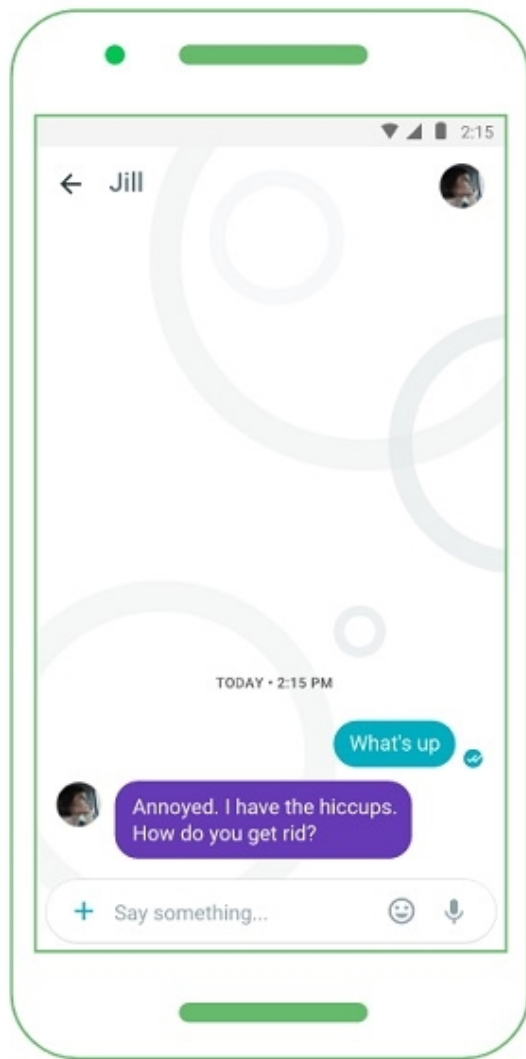 2:15
Jill
TODAY • 2:15 PM
What's up
Annoyed. I have the hiccups.
How do you get rid?
Say something...